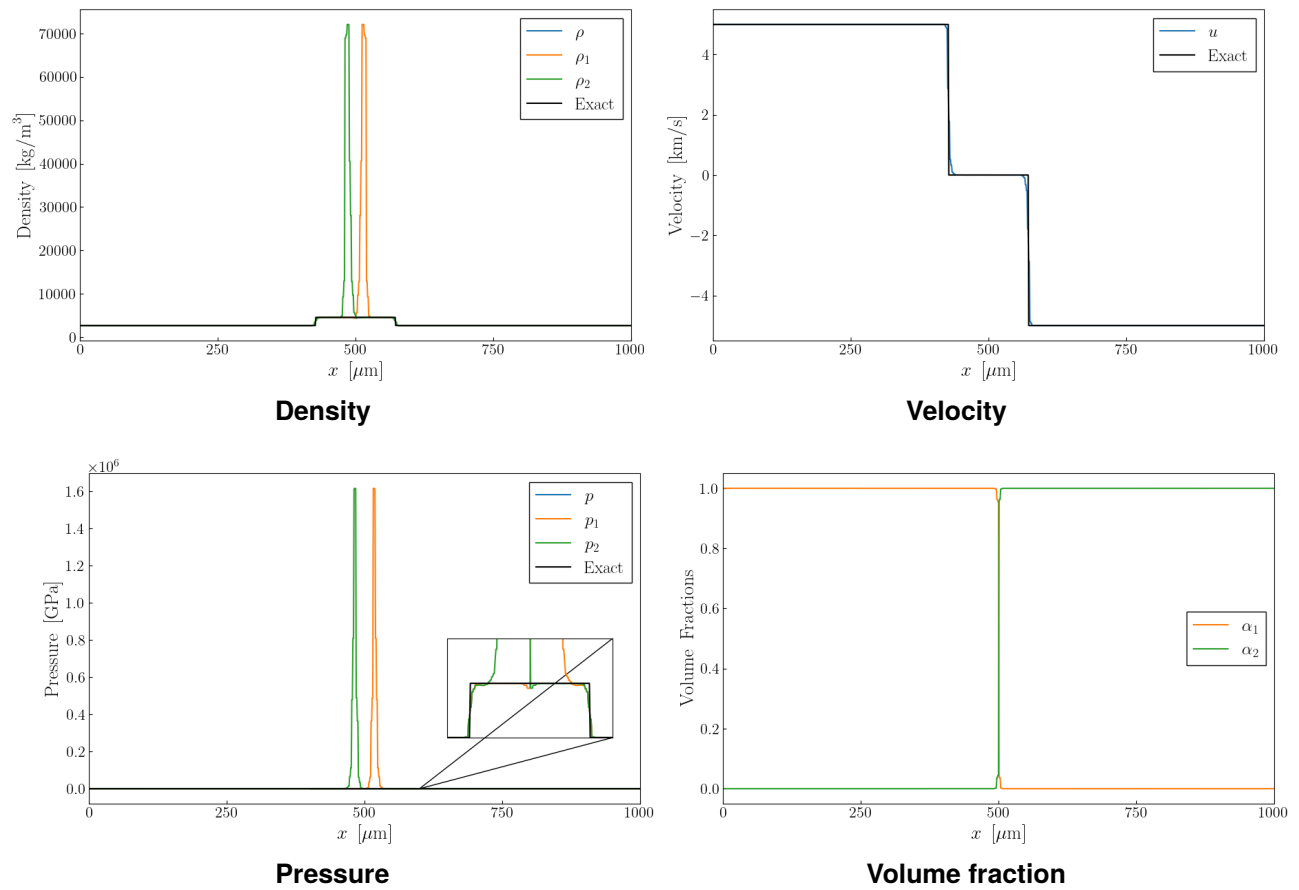 70000
60000
50000
40000
30000
20000
10000
0
Density [kg/m³]
ρ
ρ₁
ρ₂
Exact
0 250 500 750 1000
x [μm]
Density
4
2
0
−2
−4
Velocity [km/s]
u
Exact
0 250 500 750 1000
x [μm]
Velocity
×10⁶
1.6
1.4
1.2
1.0
0.8
0.6
0.4
0.2
0.0
Pressure [GPa]
p
p₁
p₂
Exact
0 250 500 750 1000
x [μm]
Pressure
1.0
0.8
0.6
0.4
0.2
0.0
Volume Fractions
α₁
α₂
0 250 500 750 1000
x [μm]
Volume fraction